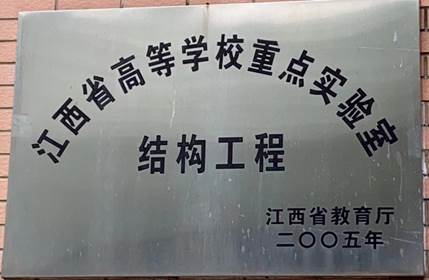 江西省高等学校重点实验室
结构工程
江西省教育厅
二〇〇五年